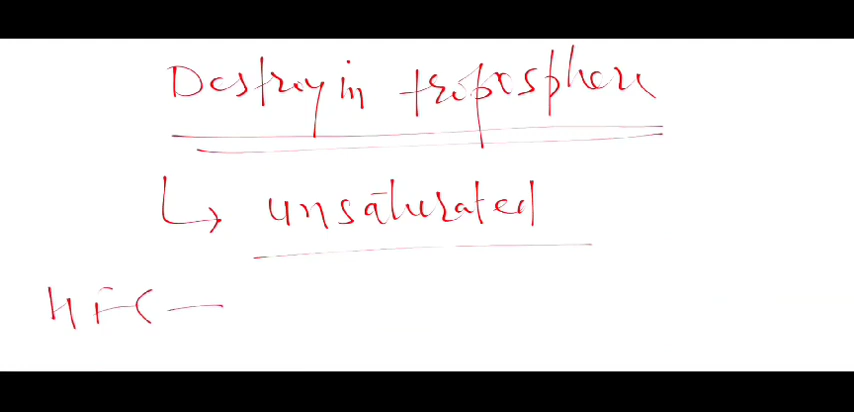 Destroy in troposphere
↳ unsaturated
HFC —